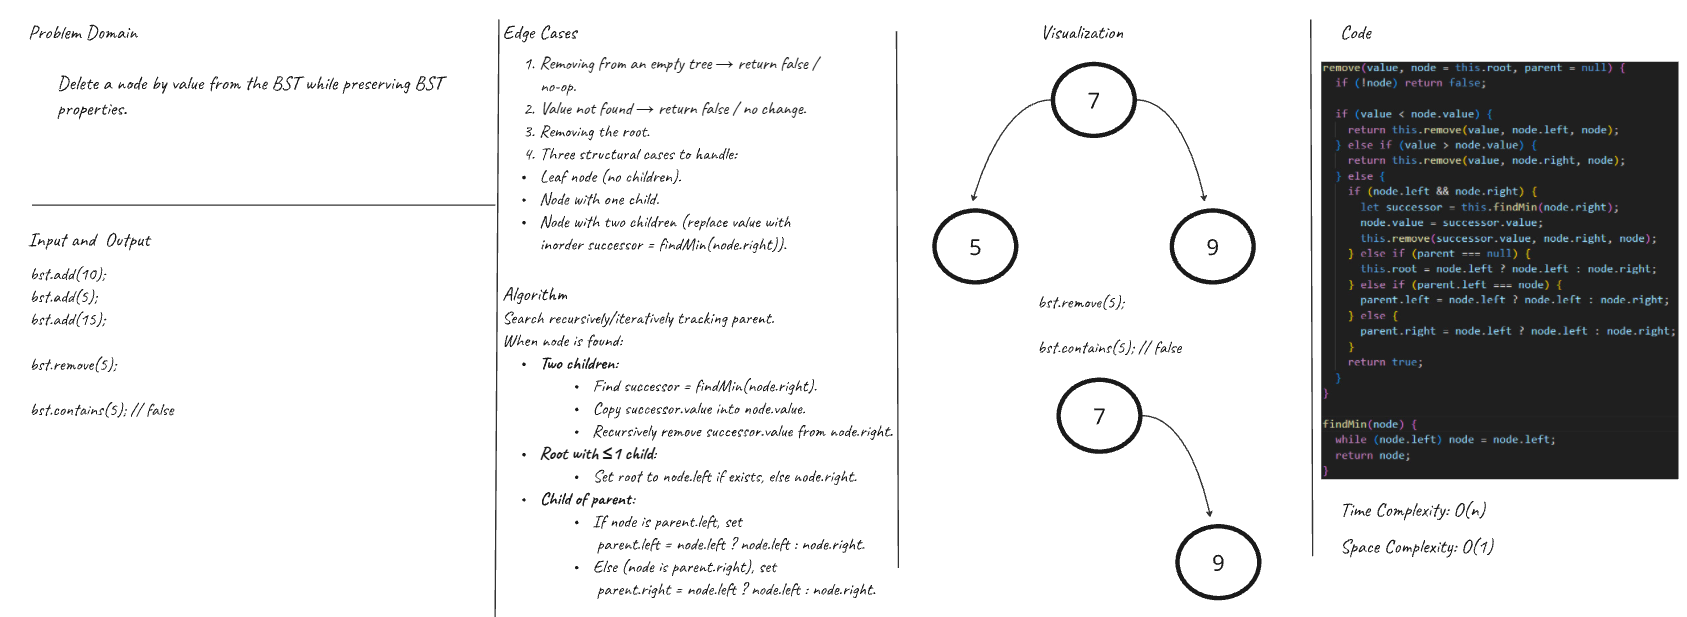 Problem Domain
Delete a node by value from the BST while preserving BST
properties.
Input and Output
bst.add(10);
bst.add(5);
bst.add(15);
bst.remove(5);
bst.contains(5); // false
Edge Cases
1. Removing from an empty tree → return false /
no-op.
2. Value not found → return false / no change.
3. Removing the root.
4. Three structural cases to handle:
• Leaf node (no children).
• Node with one child.
• Node with two children (replace value with
inorder successor = findMin(node.right)).
Algorithm
Search recursively/iteratively tracking parent.
When node is found:
• Two children:
• Find successor = findMin(node.right).
• Copy successor.value into node.value.
• Recursively remove successor.value from node.right.
• Root with ≤ 1 child:
• Set root to node.left if exists, else node.right.
• Child of parent:
• If node is parent.left, set
parent.left = node.left ? node.left : node.right.
• Else (node is parent.right), set
parent.right = node.left ? node.left : node.right.
Visualization
7
5
9
bst.remove(5);
bst.contains(5); // false
7
9
Code
remove(value, node = this.root, parent = null) {
if (!node) return false;
if (value < node.value) {
return this.remove(value, node.left, node);
} else if (value > node.value) {
return this.remove(value, node.right, node);
} else {
if (node.left && node.right) {
let successor = this.findMin(node.right);
node.value = successor.value;
this.remove(successor.value, node.right, node);
} else if (parent === null) {
this.root = node.left ? node.left : node.right;
} else if (parent.left === node) {
parent.left = node.left ? node.left : node.right;
} else {
parent.right = node.left ? node.left : node.right;
}
return true;
}
}
findMin(node) {
while (node.left) node = node.left;
return node;
}
Time Complexity: O(n)
Space Complexity: O(1)